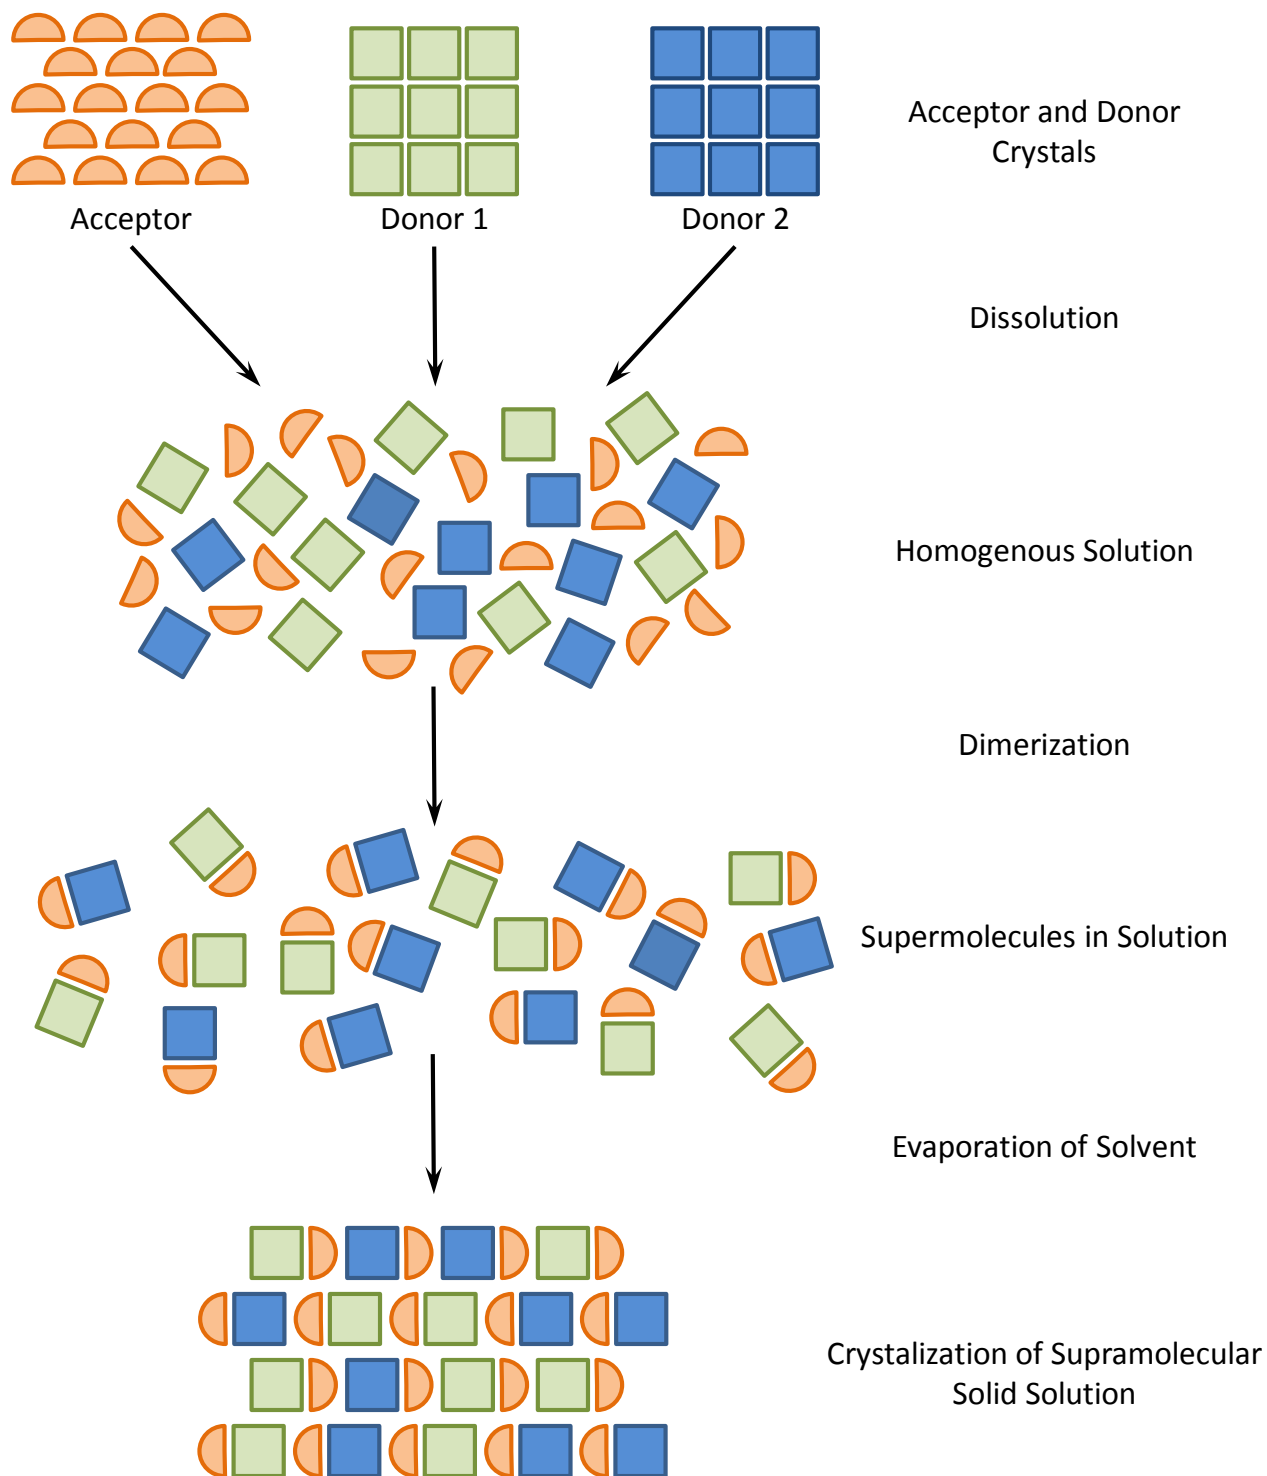 Acceptor and Donor
Crystals
Acceptor
Donor 1
Donor 2
Dissolution
Homogenous Solution
Dimerization
Supermolecules in Solution
Evaporation of Solvent
Crystalization of Supramolecular
Solid Solution